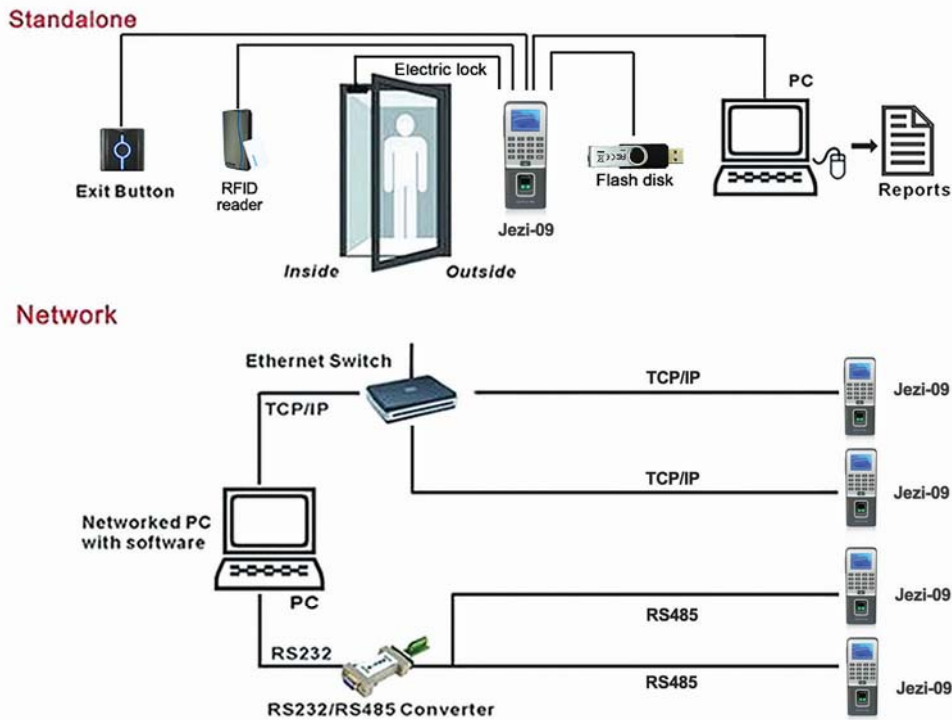 Standalone
Electric lock
PC
Exit Button
RFID
reader
Flash disk
Reports
Jezi-09
Inside
Outside
Network
Ethernet Switch
TCP/IP
TCP/IP
Jezi-09
TCP/IP
Jezi-09
Networked PC
with software
PC
RS485
Jezi-09
RS232
RS485
Jezi-09
RS232/RS485 Converter